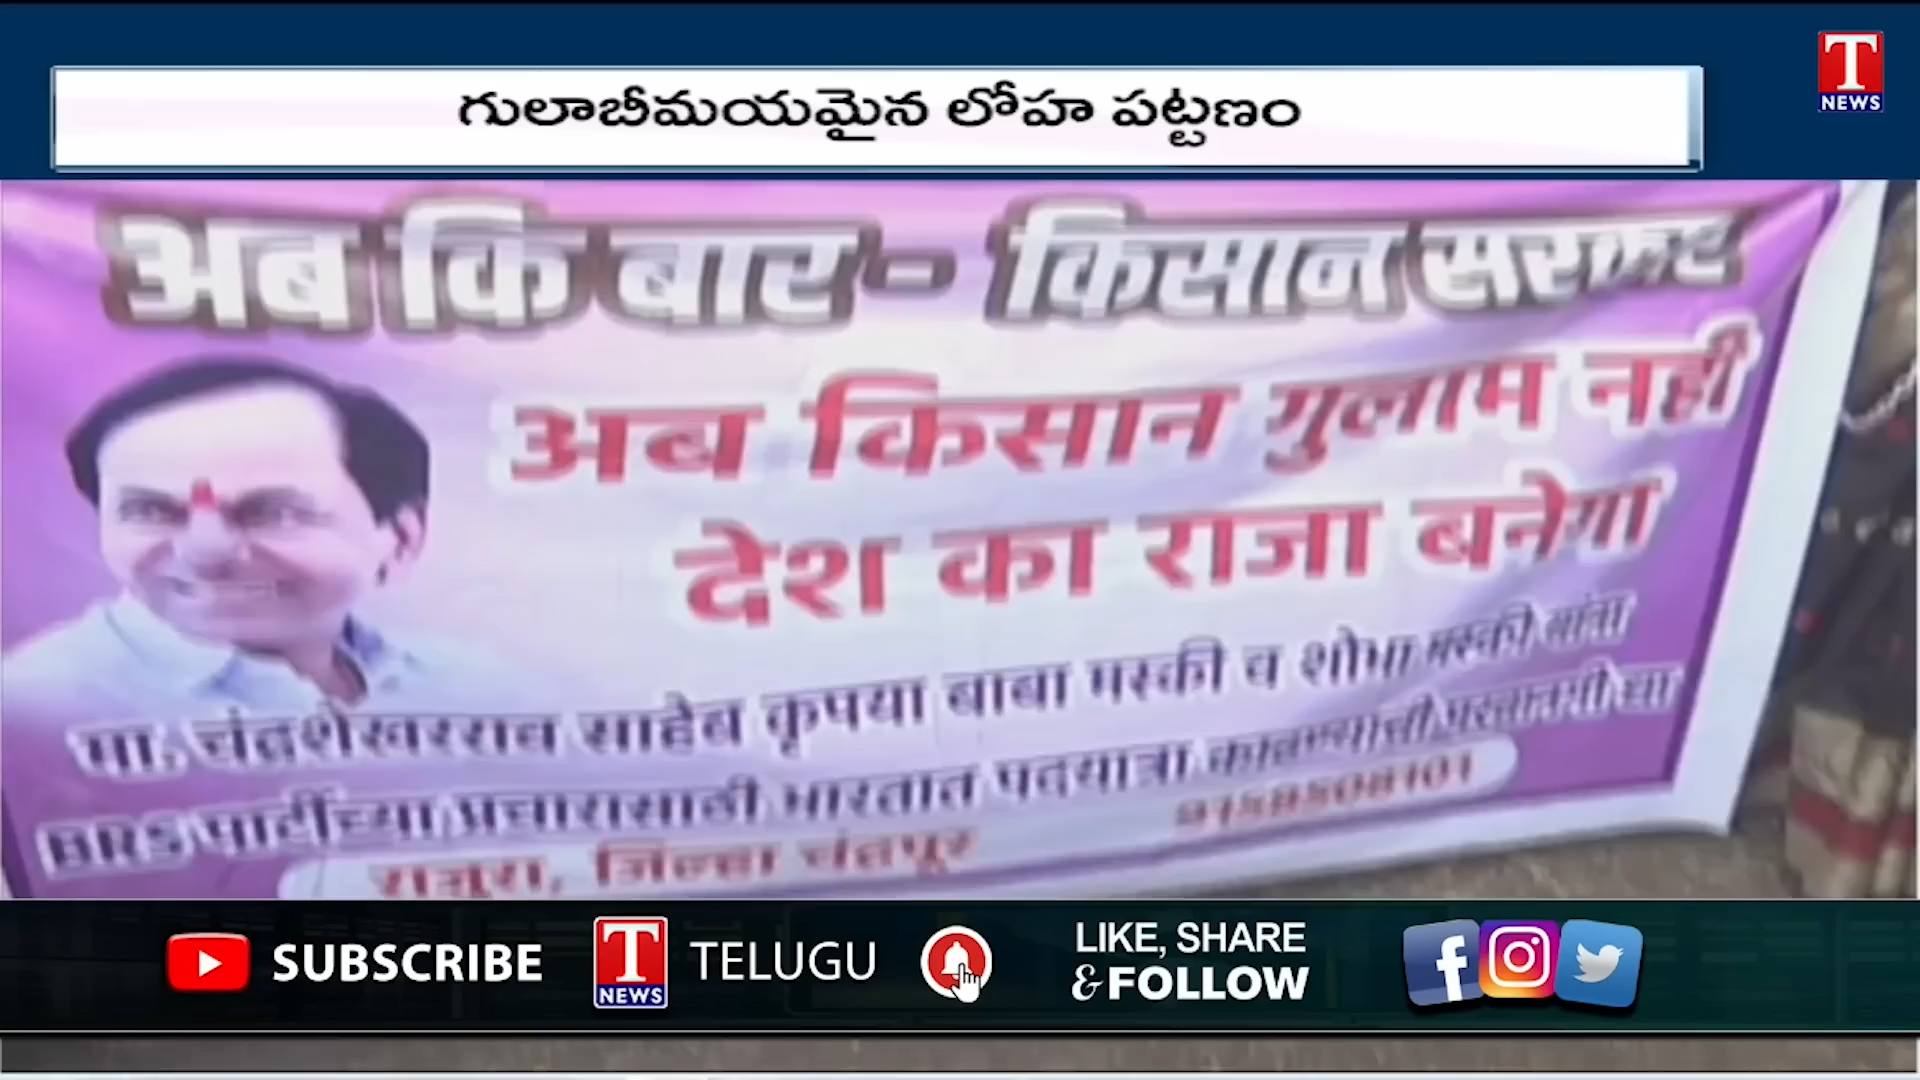 గులాబీమయమైన లోహ పట్టణం
T NEWS
अब कि बार - किसान सरकार
अब किसान गुलाम नही
देश का राजा बनेगा
मा. चंद्रशेखरराव साहेब कृपया बाबा मस्की व शोभा मस्की यांना
BRS पार्टीच्या प्रचारासाठी भारतात पदयात्रा काढण्याची
राजुरा, जिल्हा चंद्रपूर
SUBSCRIBE T NEWS TELUGU LIKE, SHARE & FOLLOW